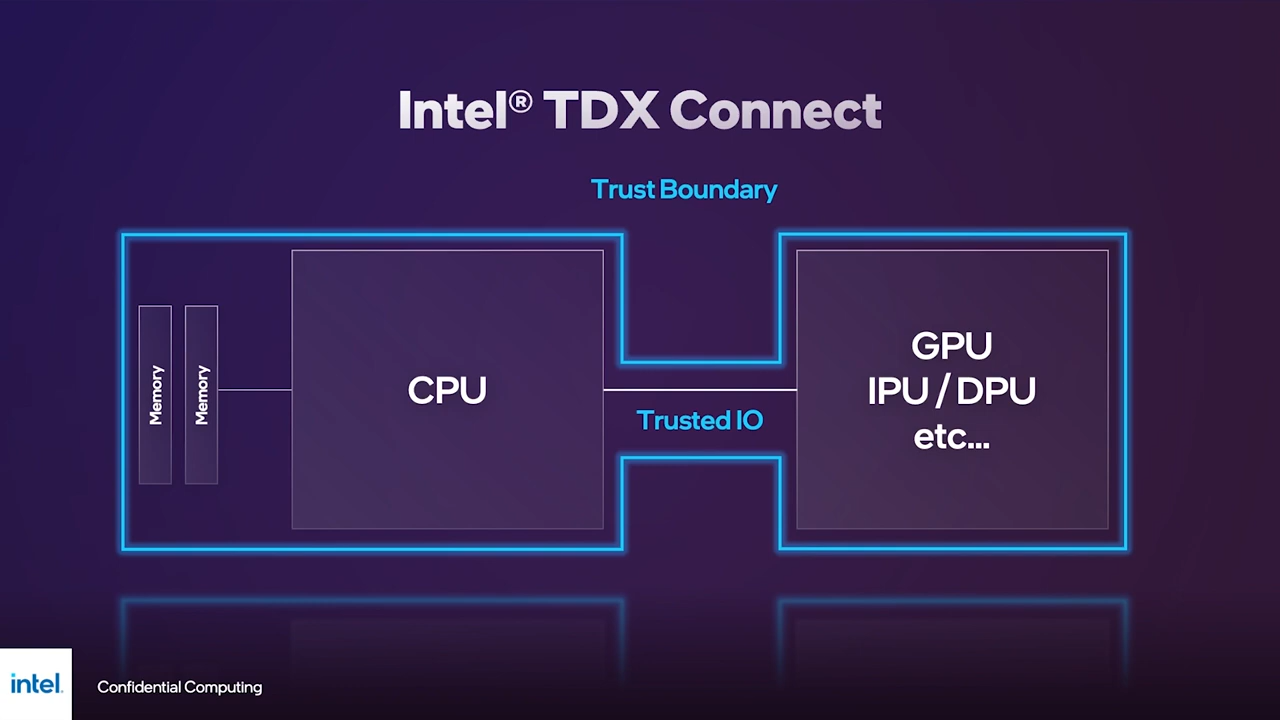 Intel® TDX Connect
Trust Boundary
Memory
Memory
CPU
Trusted IO
GPU
IPU / DPU
etc...
intel.
Confidential Computing